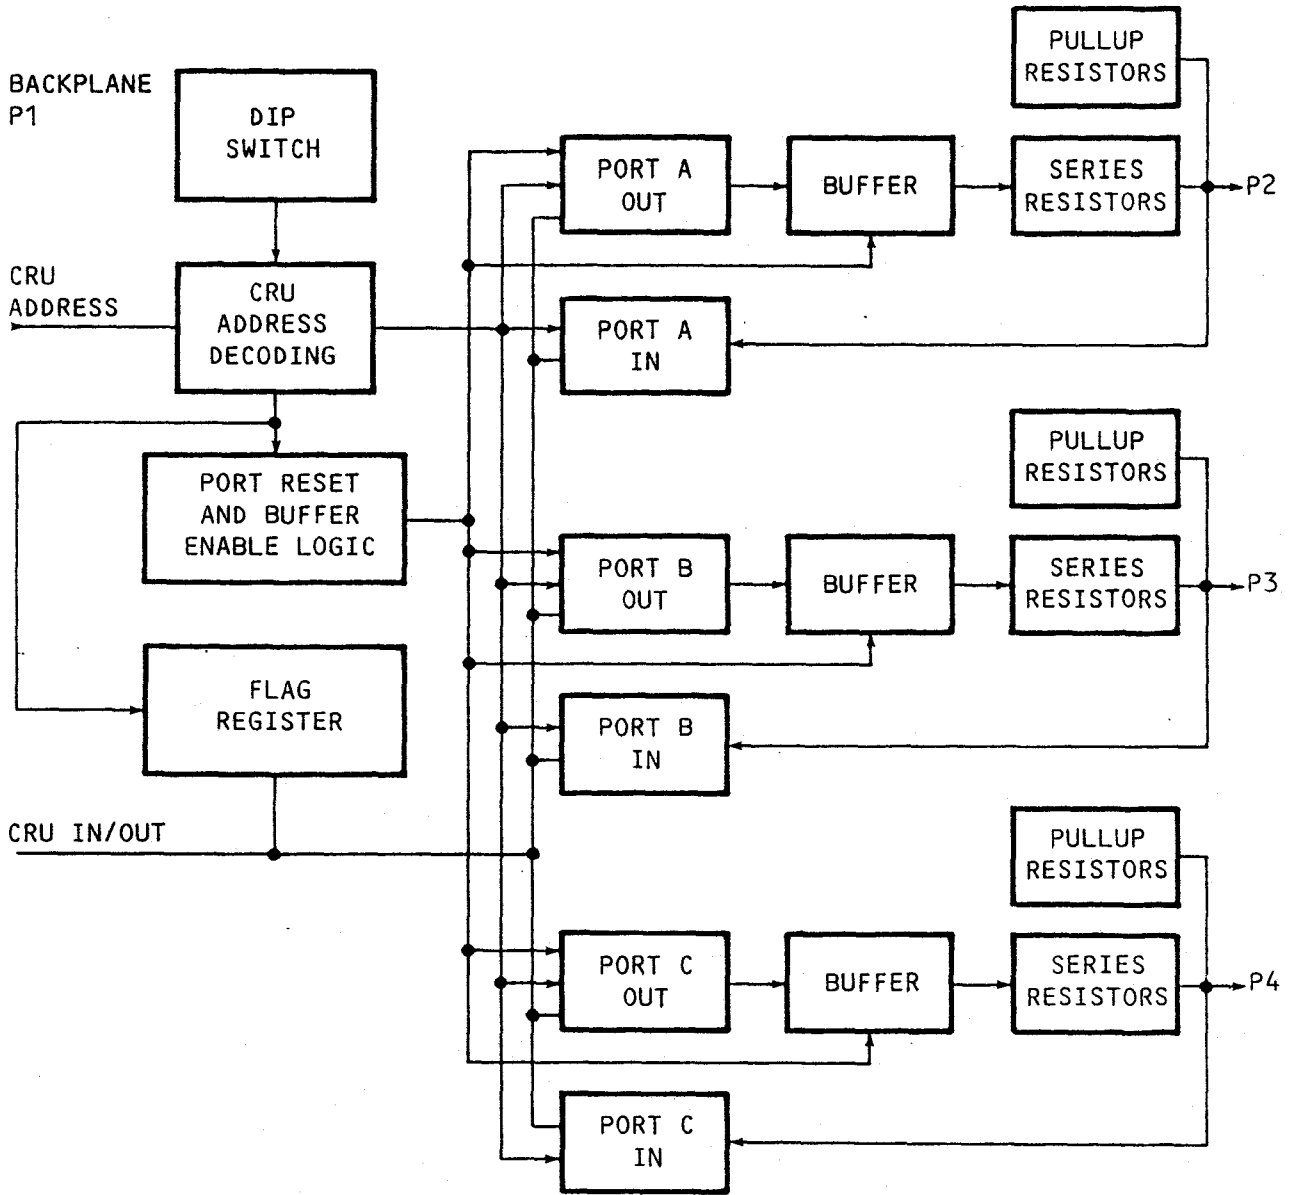 BACKPLANE
P1
DIP
SWITCH
CRU
ADDRESS
CRU
ADDRESS
DECODING
PORT RESET
AND BUFFER
ENABLE LOGIC
FLAG
REGISTER
CRU IN/OUT
PULLUP
RESISTORS
PORT A
OUT
BUFFER
SERIES
RESISTORS
P2
PORT A
IN
PULLUP
RESISTORS
PORT B
OUT
BUFFER
SERIES
RESISTORS
P3
PORT B
IN
PULLUP
RESISTORS
PORT C
OUT
BUFFER
SERIES
RESISTORS
P4
PORT C
IN